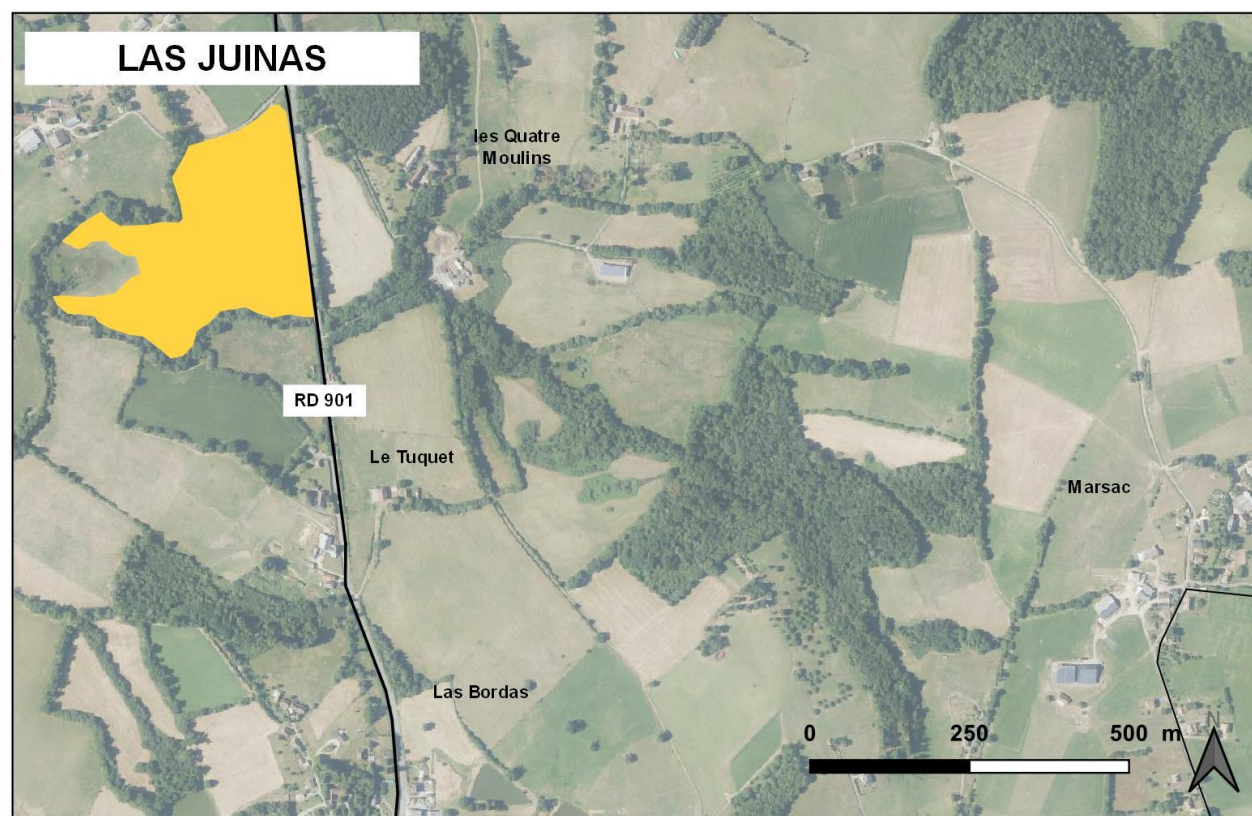 LAS JUINAS
les Quatre
Moulins
RD 901
Le Tuquet
Marsac
Las Bordas
0 250 500 m
N